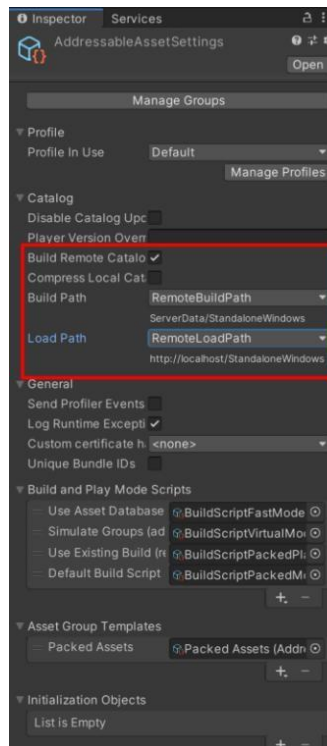 Inspector Services
AddressableAssetSettings
Open
Manage Groups
Profile
Profile In Use Default
Manage Profiles
Catalog
Disable Catalog Upc
Player Version Overr
Build Remote Catalo
Compress Local Cat
Build Path RemoteBuildPath
ServerData/StandaloneWindows
Load Path RemoteLoadPath
http://localhost/StandaloneWindows
General
Send Profiler Events
Log Runtime Excepti
Custom certificate h <none>
Unique Bundle IDs
Build and Play Mode Scripts
Use Asset Database BuildScriptFastMode
Simulate Groups (ad BuildScriptVirtualMo
Use Existing Build (re BuildScriptPackedPla
Default Build Script BuildScriptPackedMo
+ -
Asset Group Templates
Packed Assets Packed Assets (Addre
+ -
Initialization Objects
List is Empty
+ -